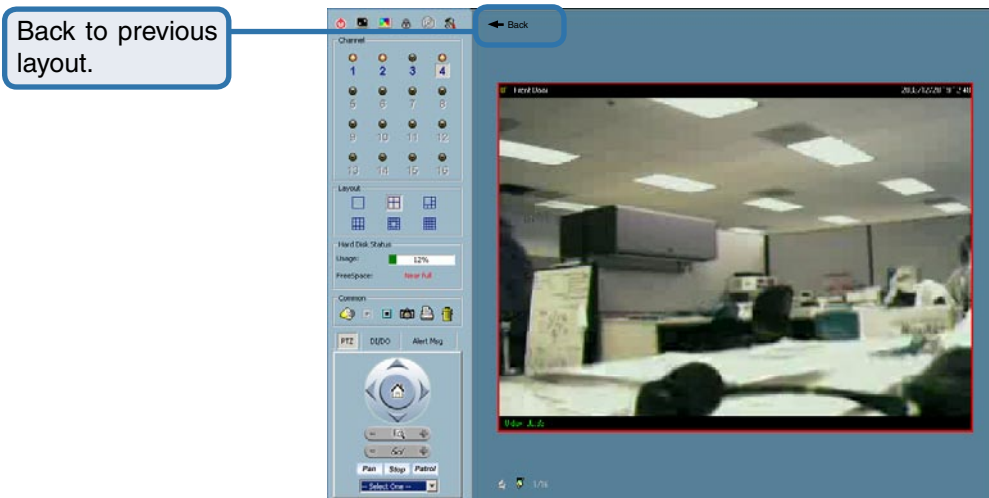 Back to previous
layout.
Back
Channel
1 2 3 4
5 6 7 8
9 10 11 12
13 14 15 16
Layout
Hard Disk Status
Usage: 12%
FreeSpace: Near Full
Common
PTZ DI/DO Alert Msg
Pan Stop Patrol
-- Select One --
Front Door
1/16